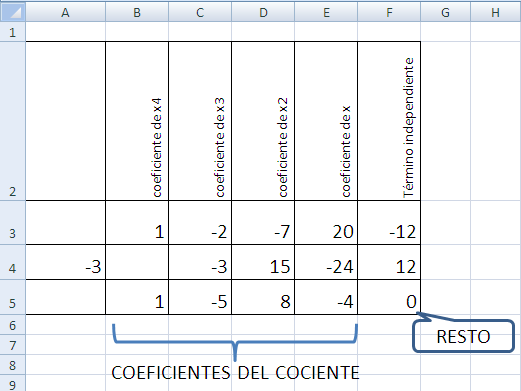 A B C D E F G H
1
2 coeficiente de x4 coeficiente de x3 coeficiente de x2 coeficiente de x Término independiente
3 1 -2 -7 20 -12
4 -3 -3 15 -24 12
5 1 -5 8 -4 0
6
7 RESTO
8 COEFICIENTES DEL COCIENTE
9